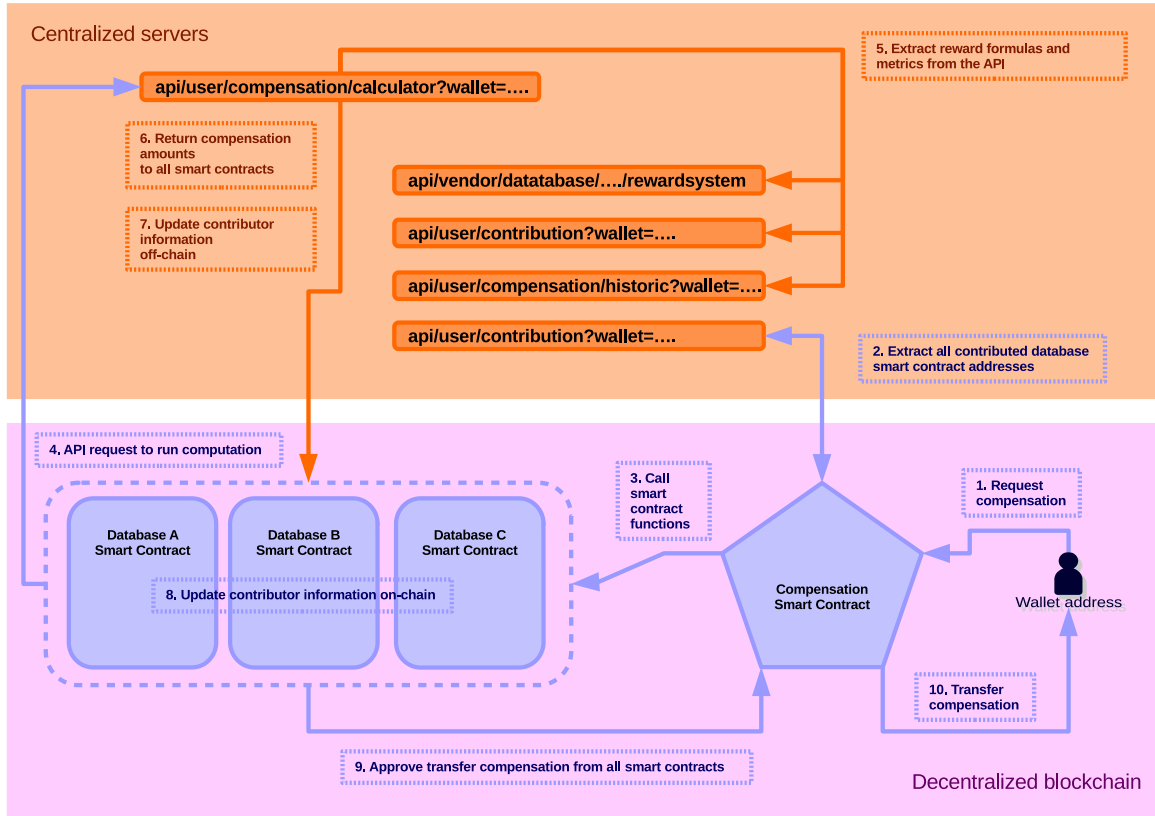 Centralized servers
5. Extract reward formulas and
metrics from the API
api/user/compensation/calculator?wallet=….
6. Return compensation
amounts
to all smart contracts
api/vendor/datatabase/…./rewardsystem
7. Update contributor
information
off-chain
api/user/contribution?wallet=….
api/user/compensation/historic?wallet=….
api/user/contribution?wallet=….
2. Extract all contributed database
smart contract addresses
4. API request to run computation
3. Call
smart
contract
functions
1. Request
compensation
Database A
Smart Contract
Database B
Smart Contract
Database C
Smart Contract
8. Update contributor information on-chain
Compensation
Smart Contract
Wallet address
10. Transfer
compensation
9. Approve transfer compensation from all smart contracts
Decentralized blockchain